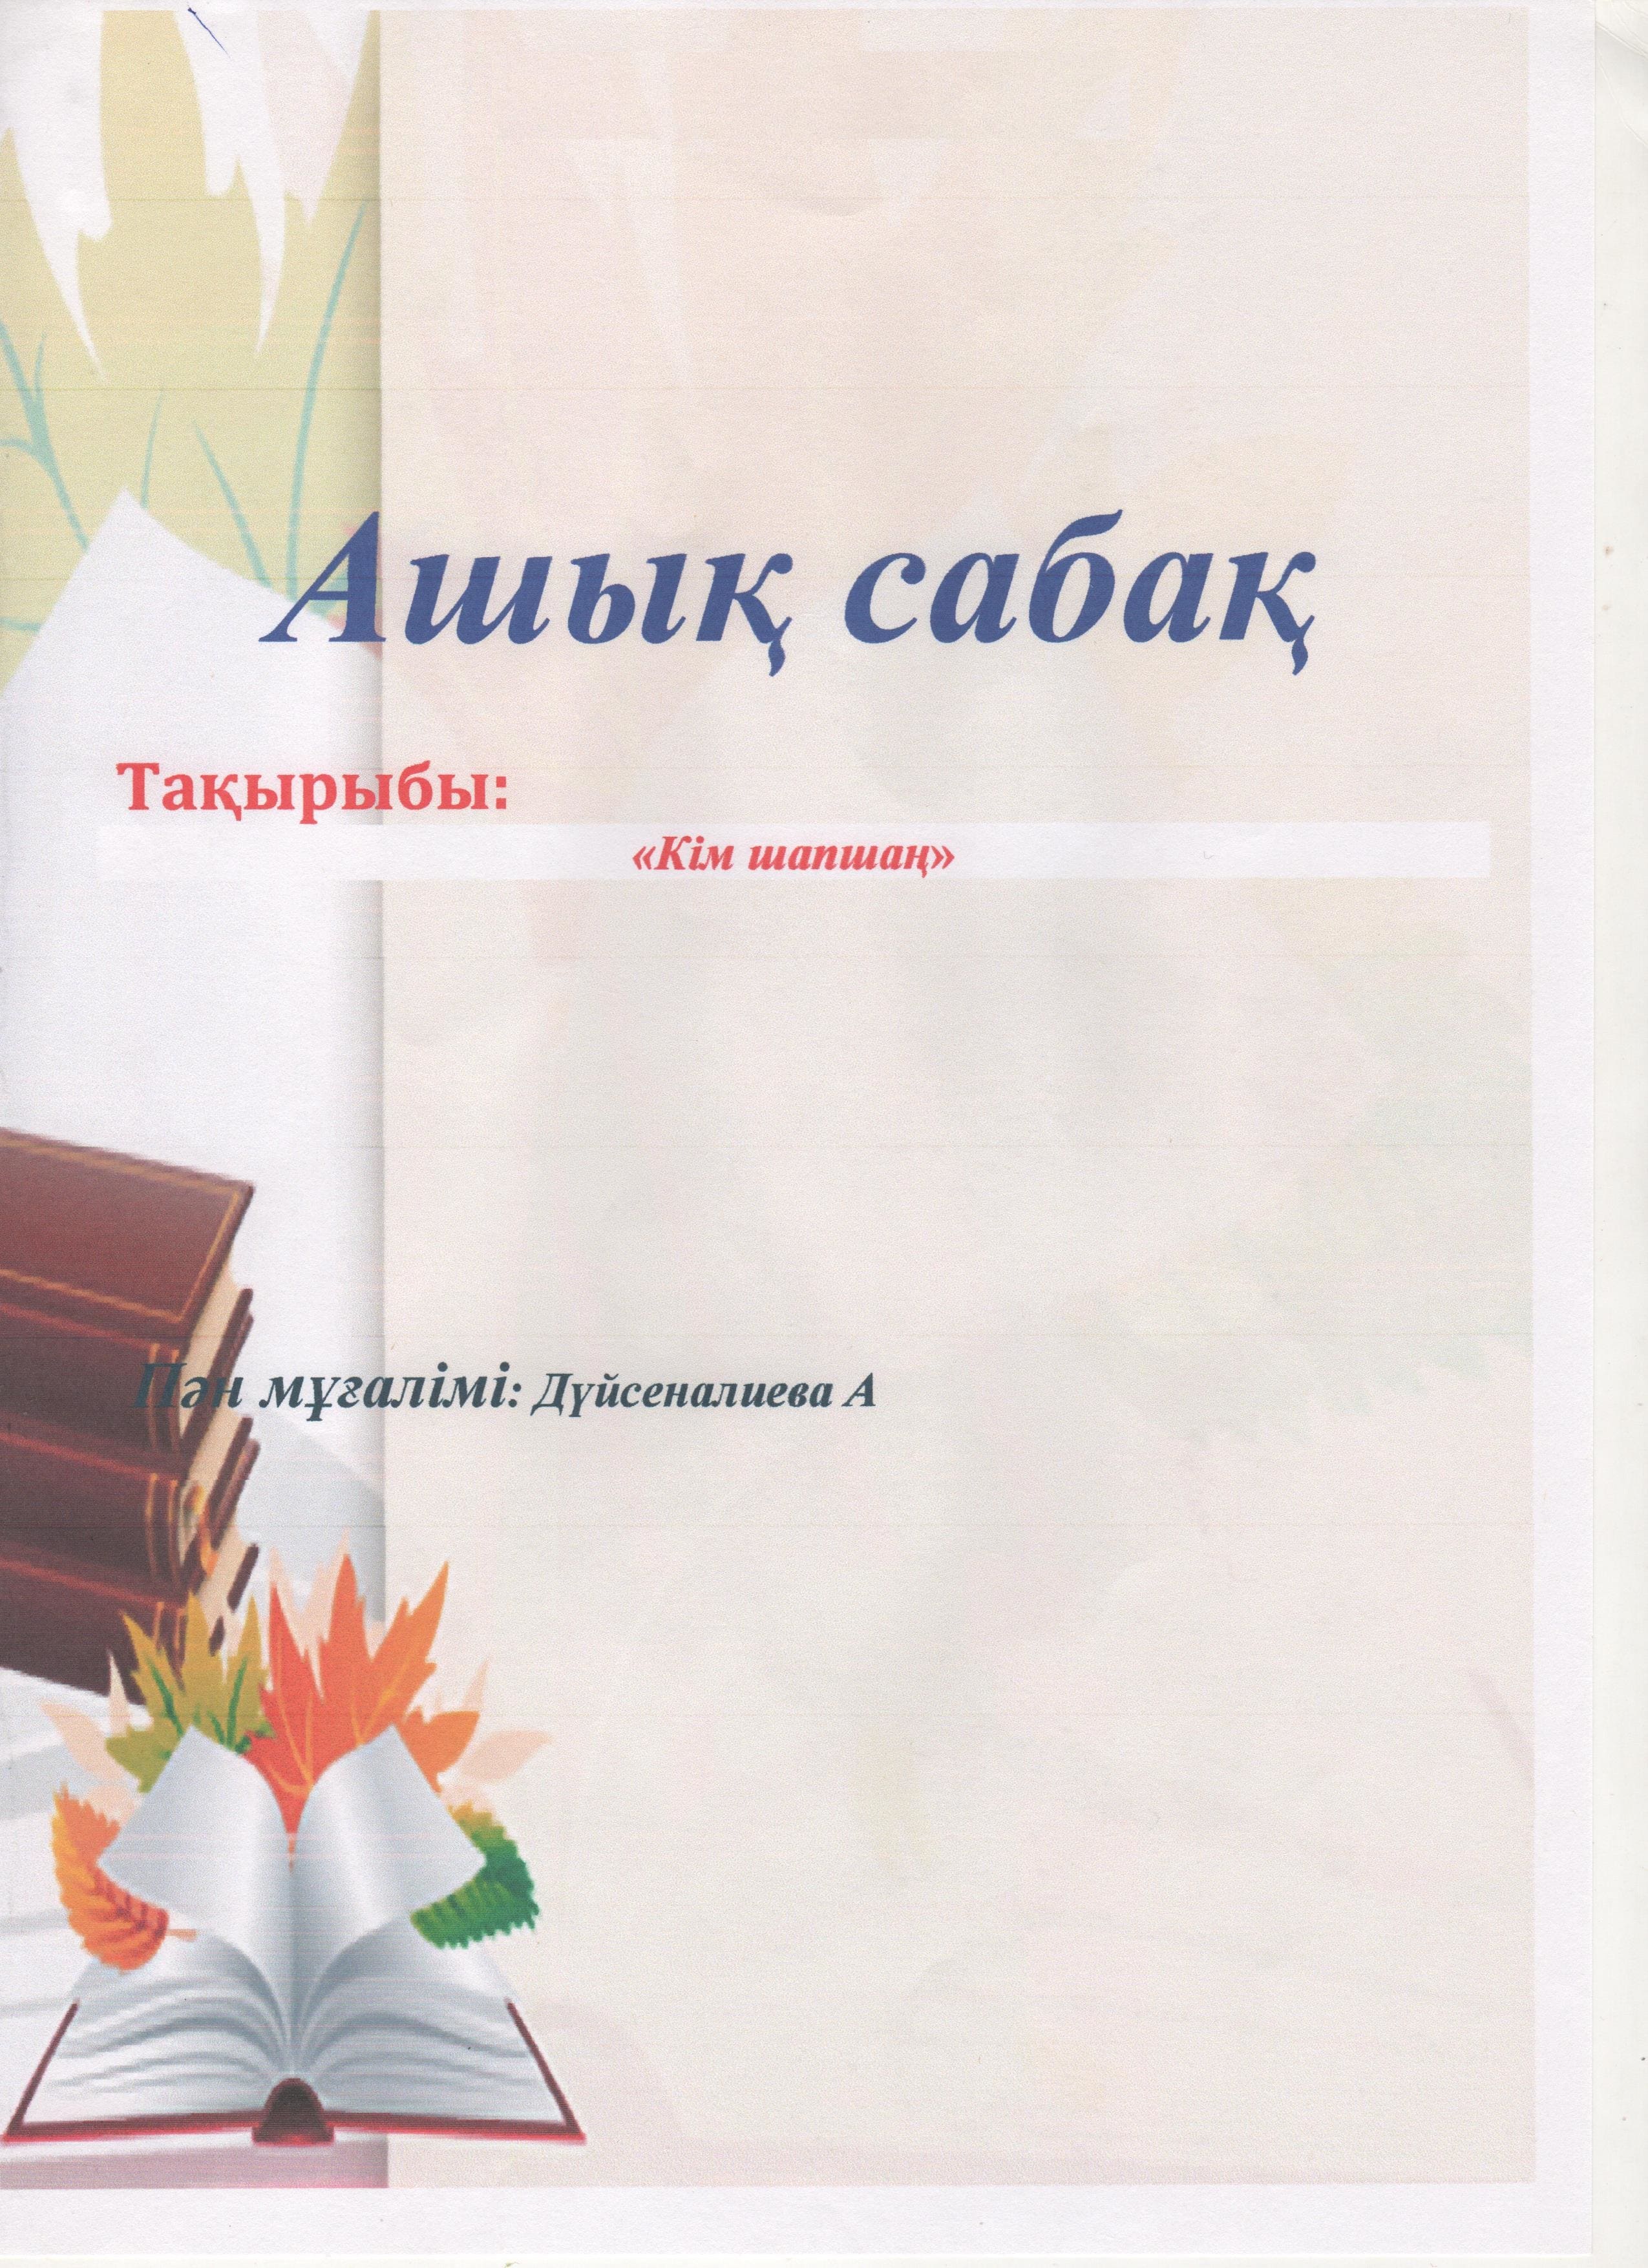 Ашық сабақ
Тақырыбы:
«Кім шапшаң»
Пән мұғалімі: Дүйсеналиева А